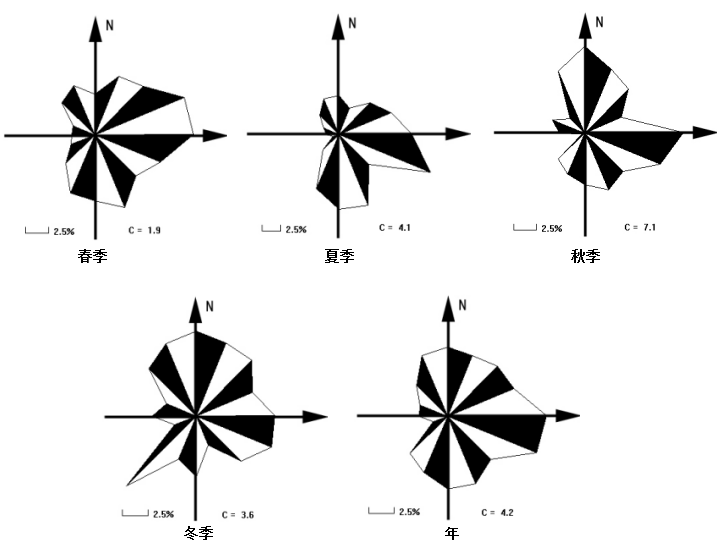 N
2.5%
C = 1.9
春季
N
2.5%
C = 4.1
夏季
N
2.5%
C = 7.1
秋季
N
2.5%
C = 3.6
冬季
N
2.5%
C = 4.2
年